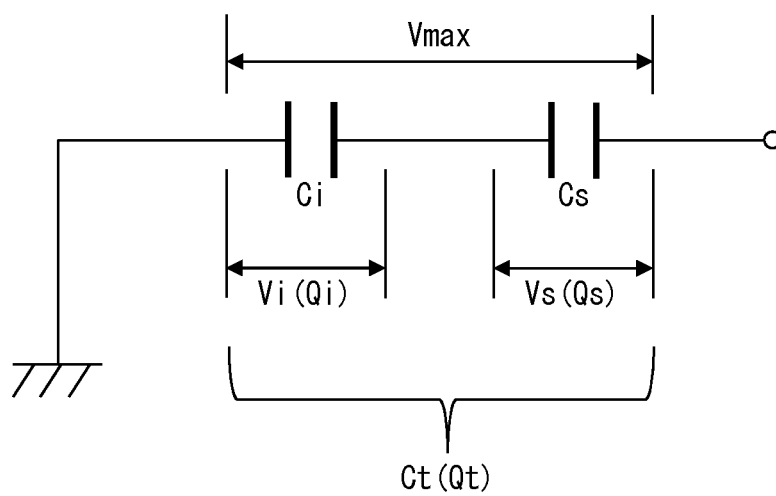 Vmax
Ci
Cs
Vi(Qi)
Vs(Qs)
Ct(Qt)